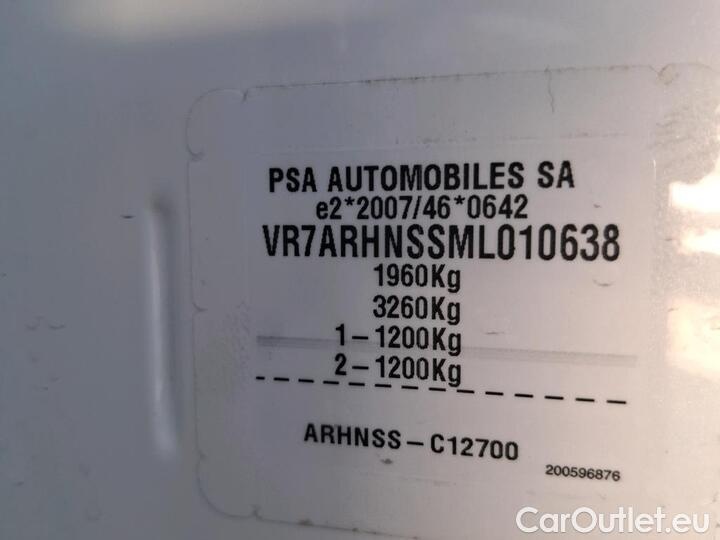 PSA AUTOMOBILES SA
e2*2007/46*0642
VR7ARHNSSML010638
1960Kg
3260Kg
1-1200Kg
2-1200Kg
ARHNSS-C12700
200596876
CarOutlet.eu